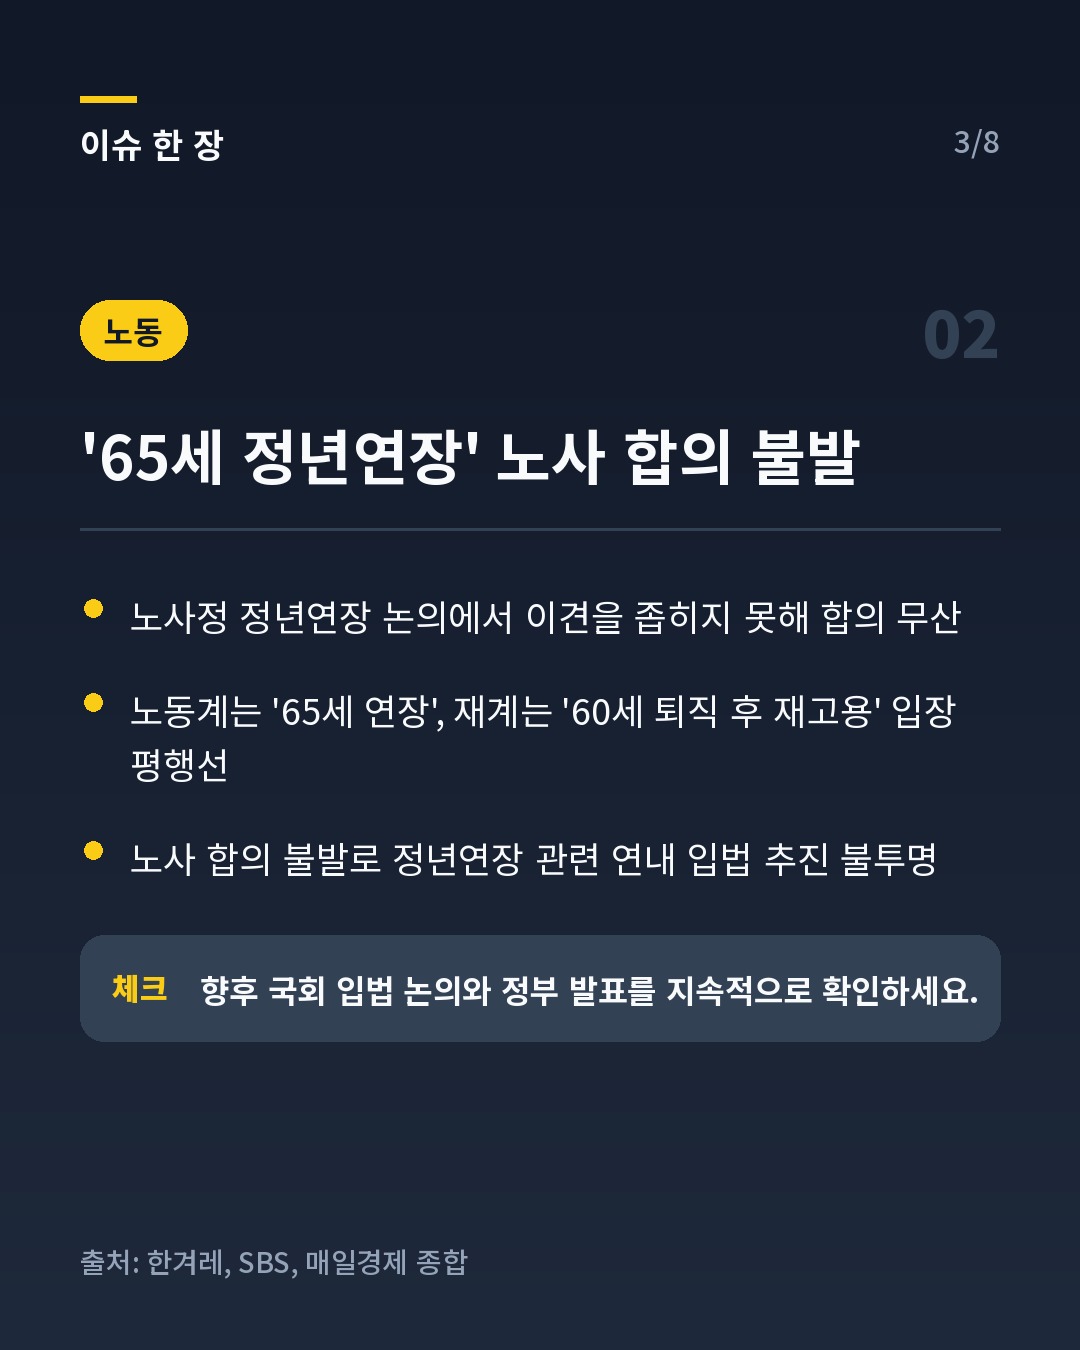 이슈 한 장
3/8
노동
02
'65세 정년연장' 노사 합의 불발
노사정 정년연장 논의에서 이견을 좁히지 못해 합의 무산
노동계는 '65세 연장', 재계는 '60세 퇴직 후 재고용' 입장
평행선
노사 합의 불발로 정년연장 관련 연내 입법 추진 불투명
체크 향후 국회 입법 논의와 정부 발표를 지속적으로 확인하세요.
출처: 한겨레, SBS, 매일경제 종합